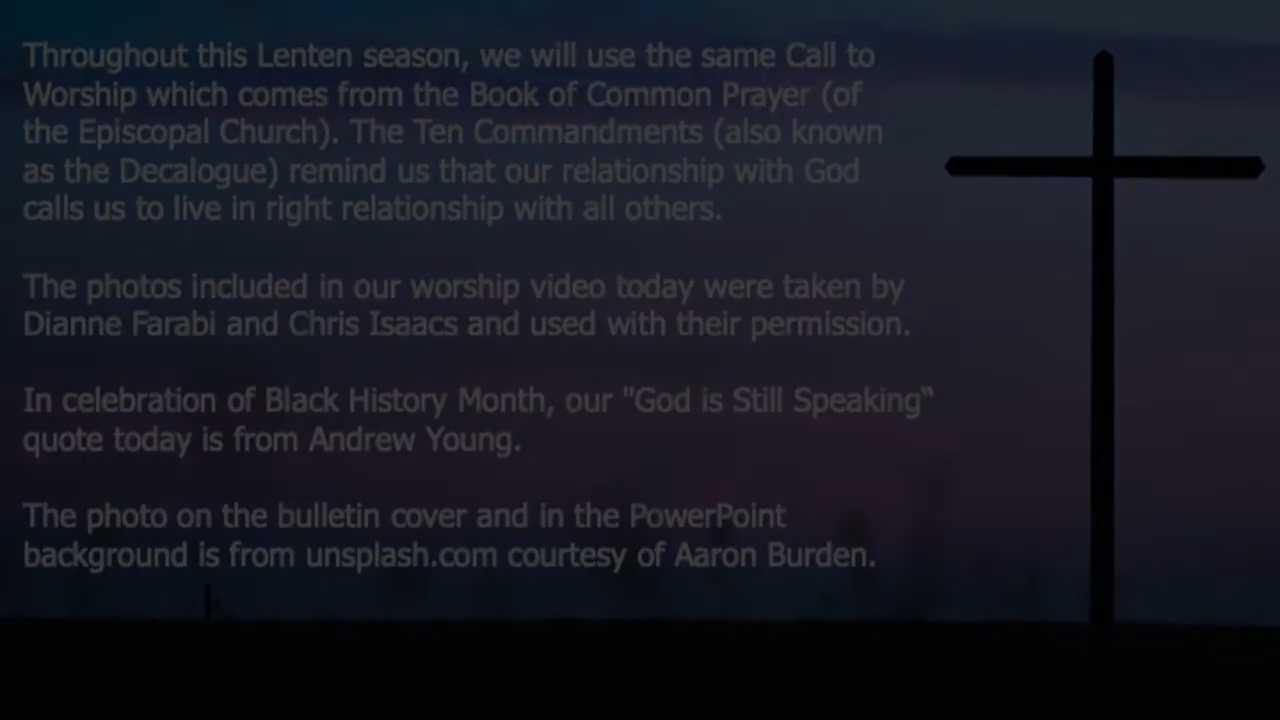 Throughout this Lenten season, we will use the same Call to
Worship which comes from the Book of Common Prayer (of
the Episcopal Church). The Ten Commandments (also known
as the Decalogue) remind us that our relationship with God
calls us to live in right relationship with all others.
The photos included in our worship video today were taken by
Dianne Farabi and Chris Isaacs and used with their permission.
In celebration of Black History Month, our "God is Still Speaking“
quote today is from Andrew Young.
The photo on the bulletin cover and in the PowerPoint
background is from unsplash.com courtesy of Aaron Burden.